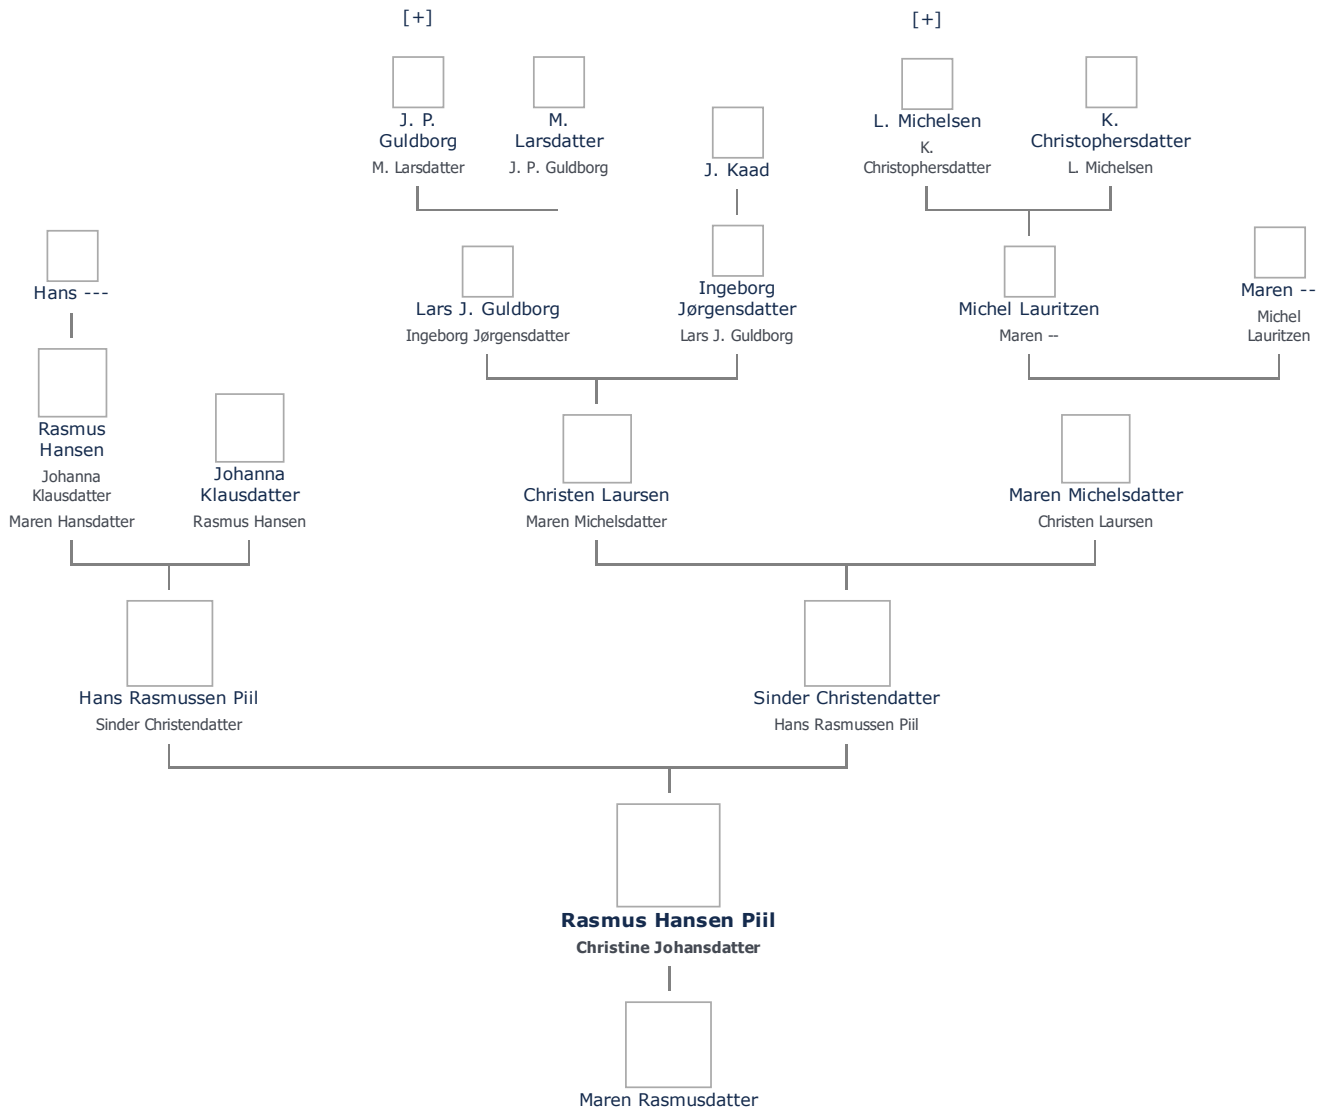 [+]
[+]
J. P.
Guldborg
M. Larsdatter
M.
Larsdatter
J. P. Guldborg
J. Kaad
L. Michelsen
K.
Christophersdatter
K.
Christophersdatter
L. Michelsen
Hans ---
Lars J. Guldborg
Ingeborg Jørgensdatter
Ingeborg
Jørgensdatter
Lars J. Guldborg
Michel Lauritzen
Maren --
Maren --
Michel
Lauritzen
Rasmus
Hansen
Johanna
Klausdatter
Maren Hansdatter
Johanna
Klausdatter
Rasmus Hansen
Christen Laursen
Maren Michelsdatter
Maren Michelsdatter
Christen Laursen
Hans Rasmussen Piil
Sinder Christendatter
Sinder Christendatter
Hans Rasmussen Piil
Rasmus Hansen Piil
Christine Johansdatter
Maren Rasmusdatter